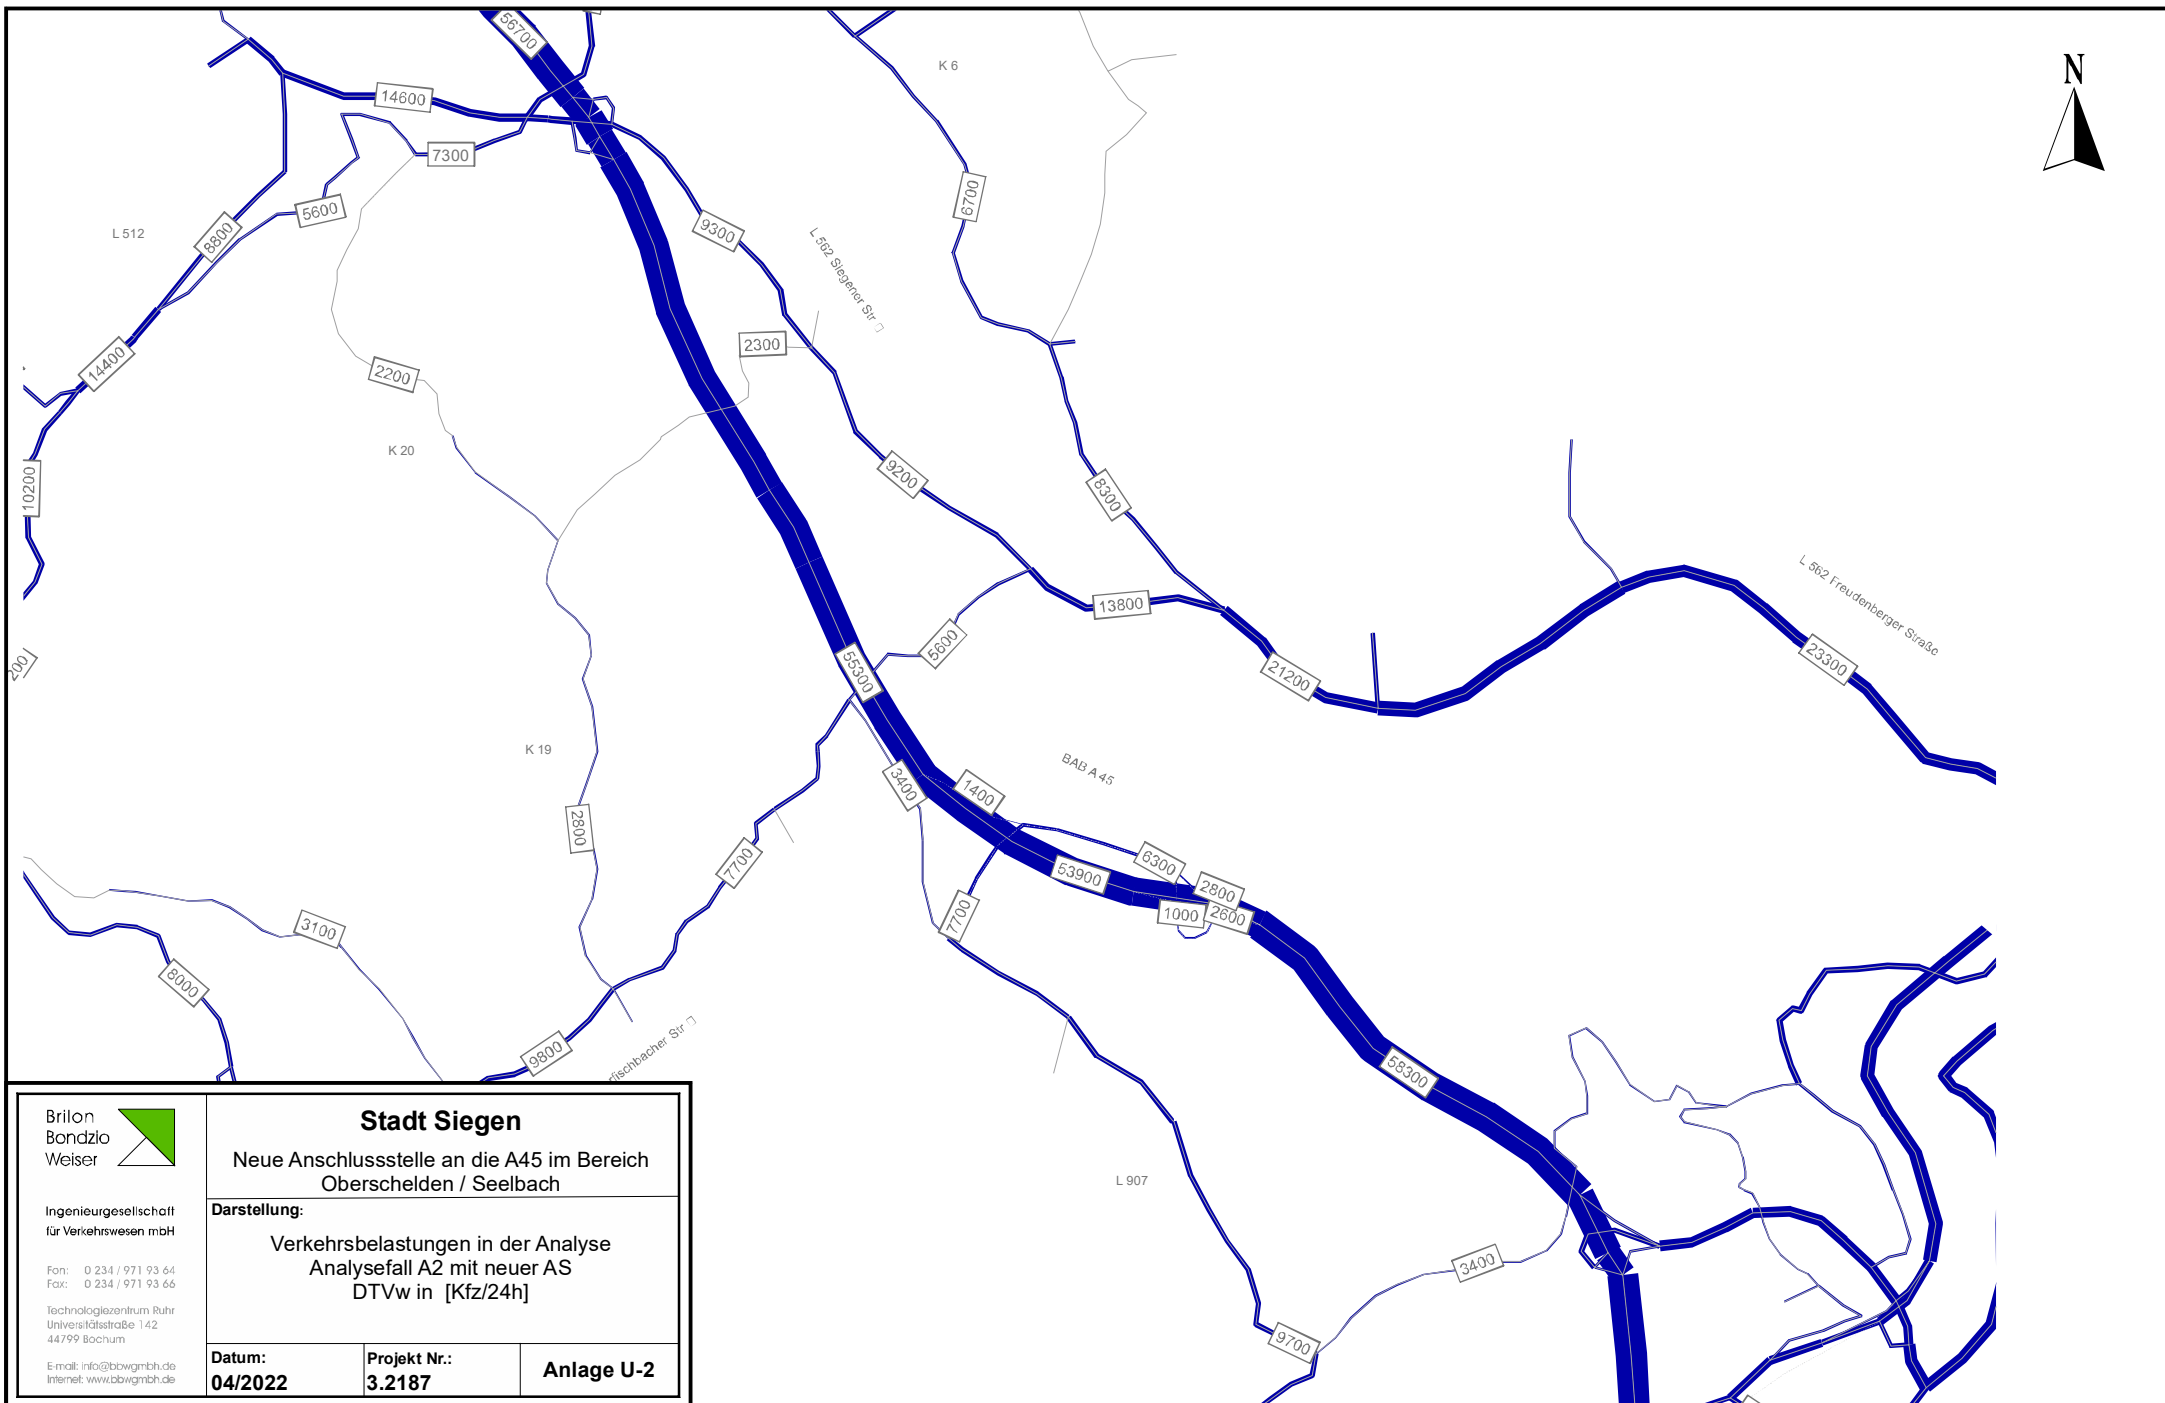 56700
K 6
N
14600
7300
6700
5600
L 512
8800
9300
L 562 Siegener Str
2300
14400
2200
K 20
9200
10200
8300
L 562 Freudenberger Straße
13800
5600
200
55300
21200
23300
K 19
BAB A 45
3400
1400
2800
7700
6300
53900
2800
1000
2600
7700
3100
8000
9800
rfischbacher Str
58300
L 907
3400
9700
Brilon
Bondzio
Weiser
Ingenieurgesellschaft
für Verkehrswesen mbH
Fon: 0 234 / 971 93 64
Fax: 0 234 / 971 93 66
Technologiezentrum Ruhr
Universitätsstraße 142
44799 Bochum
E-mail: info@bbwgmbh.de
Internet: www.bbwgmbh.de
Stadt Siegen
Neue Anschlussstelle an die A45 im Bereich
Oberschelden / Seelbach
Darstellung:
Verkehrsbelastungen in der Analyse
Analysefall A2 mit neuer AS
DTVw in [Kfz/24h]
Datum:
04/2022
Projekt Nr.:
3.2187
Anlage U-2